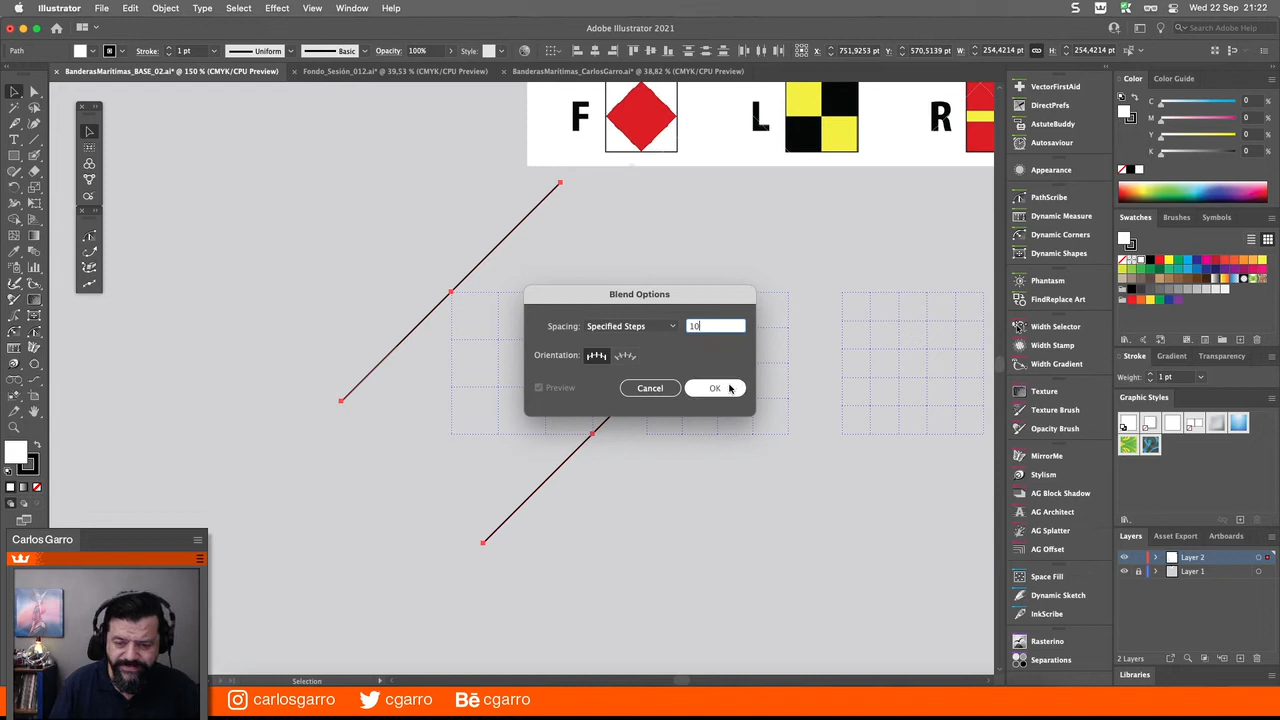 Illustrator File Edit Object Type Select Effect View Window Help
Wed 22 Sep 21:22
Adobe Illustrator 2021
Search Adobe Help
Path
Stroke: 1 pt
Uniform
Basic
Opacity: 100%
Style:
X: 751,9253 pt
Y: 570,5139 pt
W: 254,4214 pt
H: 254,4214 pt
× BanderasMarítimas_BASE_02.ai* @ 150 % (CMYK/CPU Preview)
× Fondo_Sesión_012.ai* @ 39,53 % (CMYK/CPU Preview)
× BanderasMarítimas_CarlosGarro.ai* @ 38,82 % (CMYK/CPU Preview)
F L R
Blend Options
Spacing: Specified Steps 10
Orientation:
Preview
Cancel
OK
VectorFirstAid
DirectPrefs
AstuteBuddy
Autosaviour
Appearance
PathScribe
Dynamic Measure
Dynamic Corners
Dynamic Shapes
Phantasm
FindReplace Art
Width Selector
Width Stamp
Width Gradient
Texture
Texture Brush
Opacity Brush
MirrorMe
Stylism
AG Block Shadow
AG Architect
AG Splatter
AG Offset
Space Fill
Dynamic Sketch
InkScribe
Rasterino
Separations
Color
Color Guide
C 0 %
M 0 %
Y 0 %
K 0 %
Swatches
Brushes
Symbols
Stroke
Gradient
Transparency
Weight: 1 pt
Graphic Styles
Layers
Asset Export
Artboards
Layer 2
Layer 1
2 Layers
Libraries
Selection
Carlos Garro
carlosgarro
cgarro
Bē cgarro